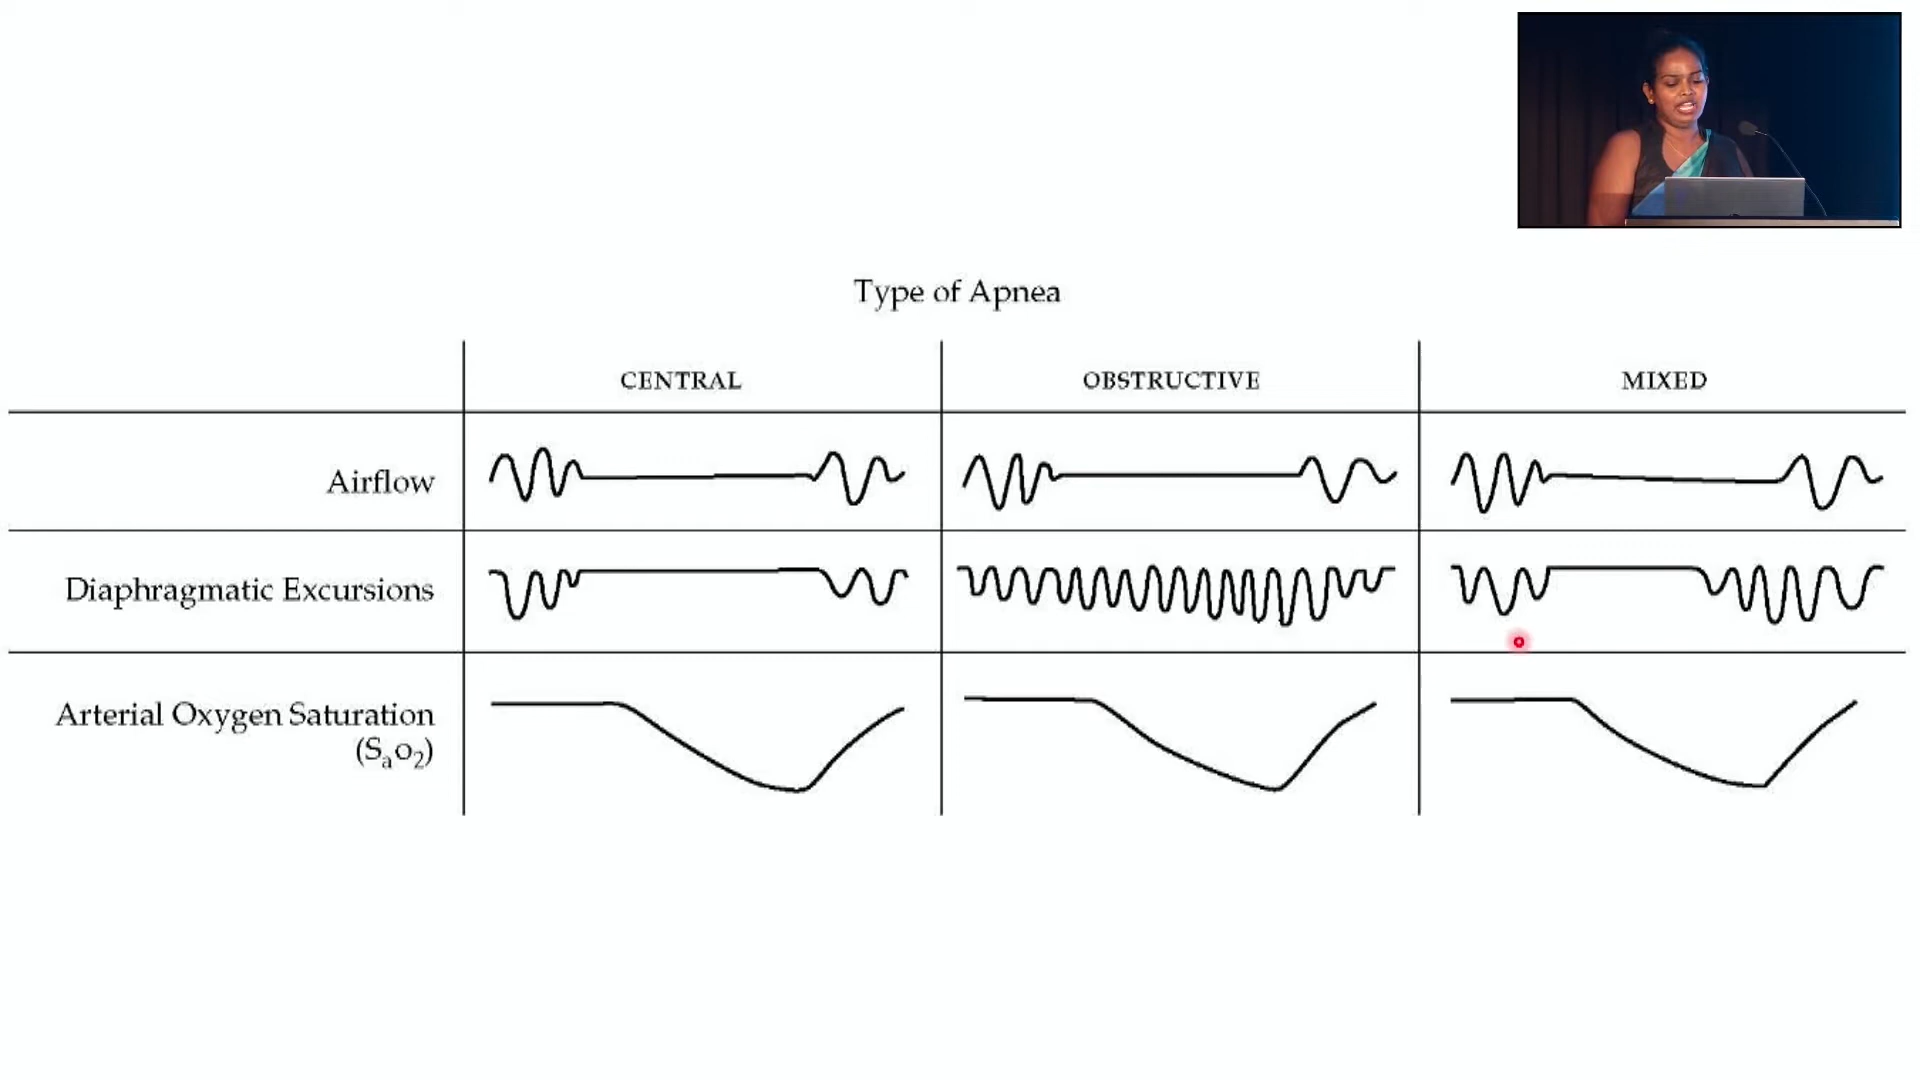 Type of Apnea
CENTRAL
OBSTRUCTIVE
MIXED
Airflow
Diaphragmatic Excursions
Arterial Oxygen Saturation
(Sₐo₂)